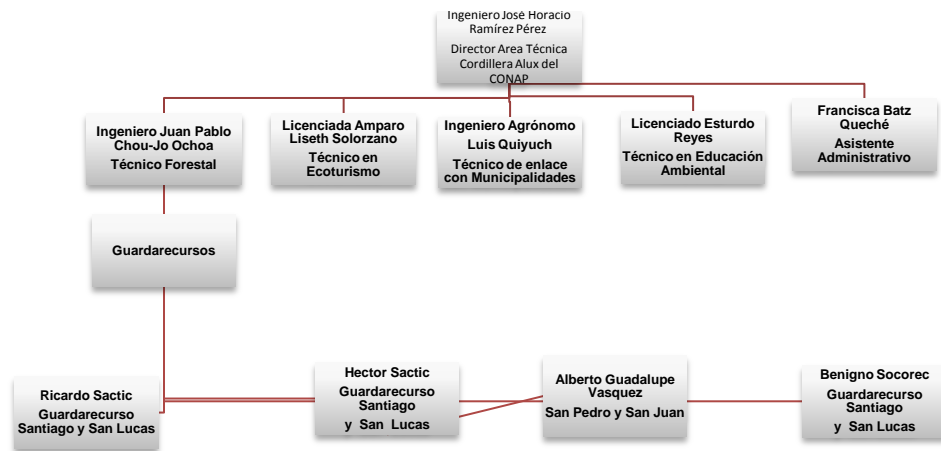 Ingeniero José Horacio
Ramírez Pérez
Director Area Técnica
Cordillera Alux del
CONAP
Ingeniero Juan Pablo
Chou-Jo Ochoa
Técnico Forestal
Licenciada Amparo
Liseth Solorzano
Técnico en
Ecoturismo
Ingeniero Agrónomo
Luis Quiyuch
Técnico de enlace
con Municipalidades
Licenciado Esturdo
Reyes
Técnico en Educación
Ambiental
Francisca Batz
Queché
Asistente
Administrativo
Guardarecursos
Ricardo Sactic
Guardarecurso
Santiago y San Lucas
Hector Sactic
Guardarecurso
Santiago
y San Lucas
Alberto Guadalupe
Vasquez
San Pedro y San Juan
Benigno Socorec
Guardarecurso
Santiago
y San Lucas